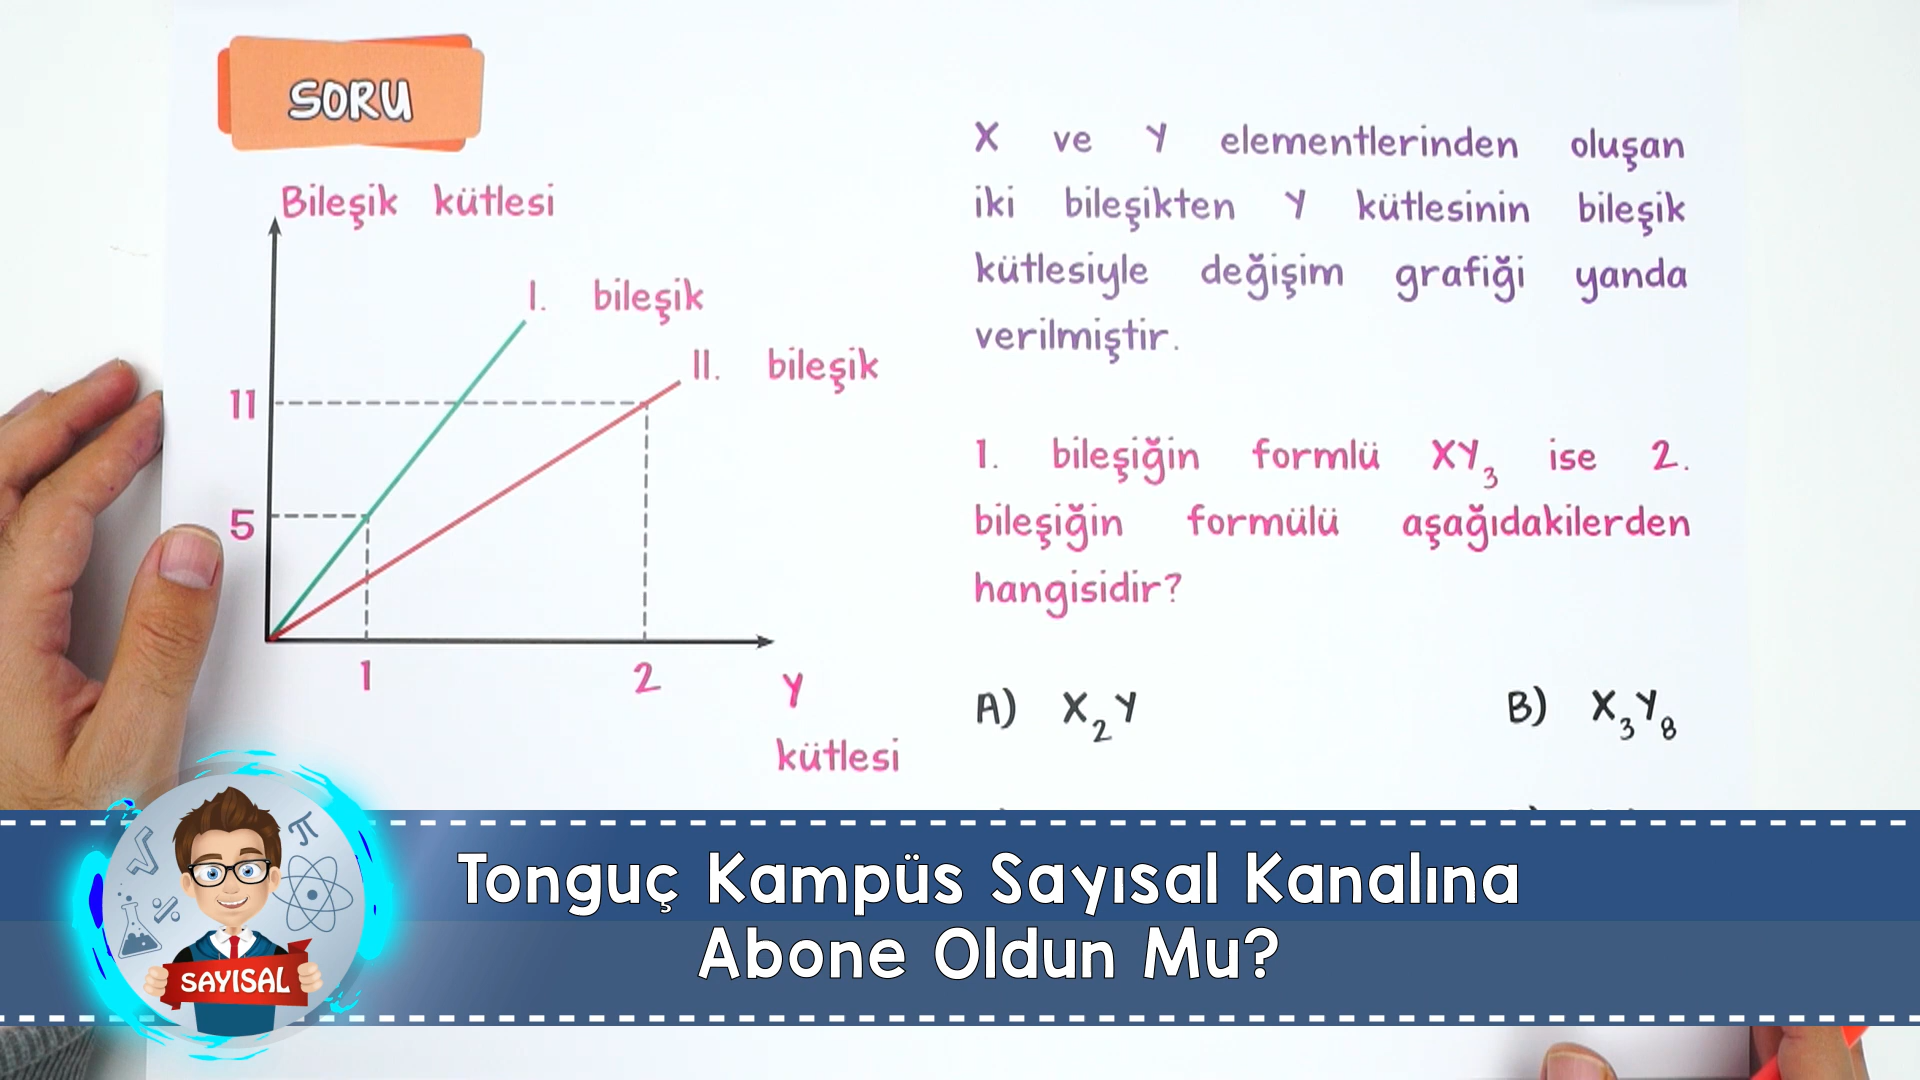 SORU
Bileşik kütlesi
I. bileşik
II. bileşik
11
5
1
2
Y
kütlesi
X ve Y elementlerinden oluşan
iki bileşikten Y kütlesinin bileşik
kütlesiyle değişim grafiği yanda
verilmiştir.
1. bileşiğin formlü XY₃ ise 2.
bileşiğin formülü aşağıdakilerden
hangisidir?
A) X₂Y
B) X₃Y₈
Tonguç Kampüs Sayısal Kanalına
Abone Oldun Mu?
√
π
%
SAYISAL